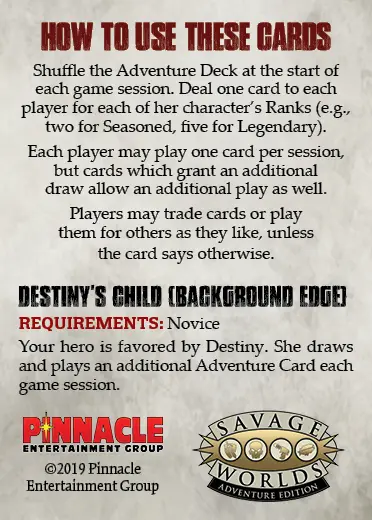 HOW TO USE THESE CARDS
Shuffle the Adventure Deck at the start of
each game session. Deal one card to each
player for each of her character's Ranks (e.g.,
two for Seasoned, five for Legendary).
Each player may play one card per session,
but cards which grant an additional
draw allow an additional play as well.
Players may trade cards or play
them for others as they like, unless
the card says otherwise.
DESTINY'S CHILD (BACKGROUND EDGE)
REQUIREMENTS: Novice
Your hero is favored by Destiny. She draws
and plays an additional Adventure Card each
game session.
PINNACLE
ENTERTAINMENT GROUP
©2019 Pinnacle
Entertainment Group
SAVAGE
WORLDS
ADVENTURE EDITION